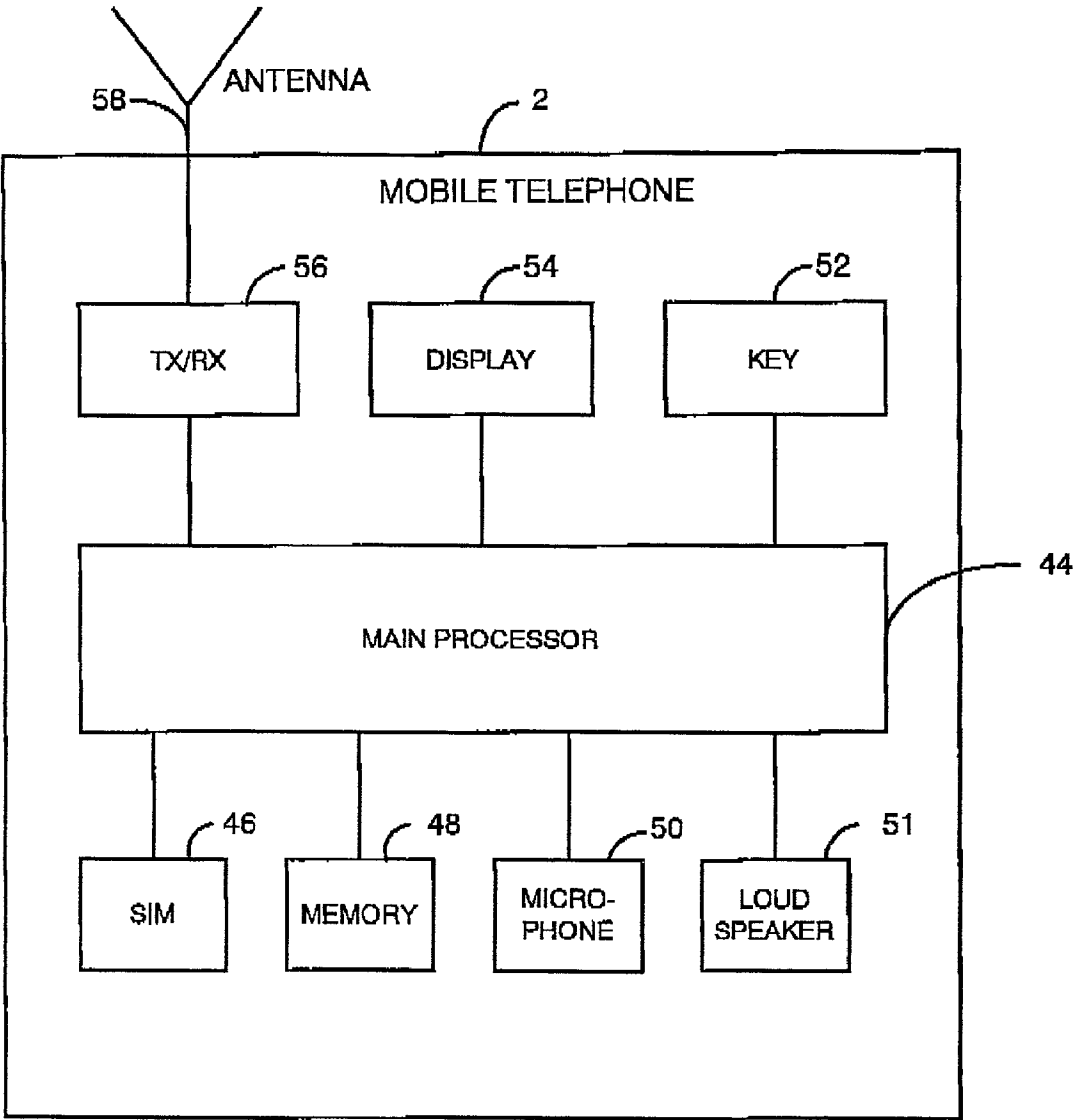 ANTENNA
58
2
MOBILE TELEPHONE
56
54
52
TX/RX
DISPLAY
KEY
44
MAIN PROCESSOR
46
48
50
51
SIM
MEMORY
MICRO-
PHONE
LOUD
SPEAKER